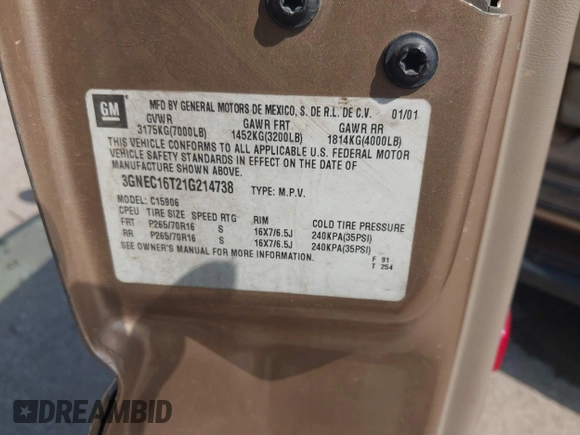 GM
MFD BY GENERAL MOTORS DE MEXICO, S. DE R.L. DE C.V. 01/01
GVWR GAWR FRT GAWR RR
3175KG(7000LB) 1452KG(3200LB) 1814KG(4000LB)
THIS VEHICLE CONFORMS TO ALL APPLICABLE U.S. FEDERAL MOTOR
VEHICLE SAFETY STANDARDS IN EFFECT ON THE DATE OF
MANUFACTURE SHOWN ABOVE.
3GNEC16T21G214738 TYPE: M.P.V.
MODEL: C15906
CPEU TIRE SIZE SPEED RTG RIM COLD TIRE PRESSURE
FRT P265/70R16 S 16X7/6.5J 240KPA(35PSI)
RR P265/70R16 S 16X7/6.5J 240KPA(35PSI)
SEE OWNER'S MANUAL FOR MORE INFORMATION.
F 91
T 254
DREAMBID